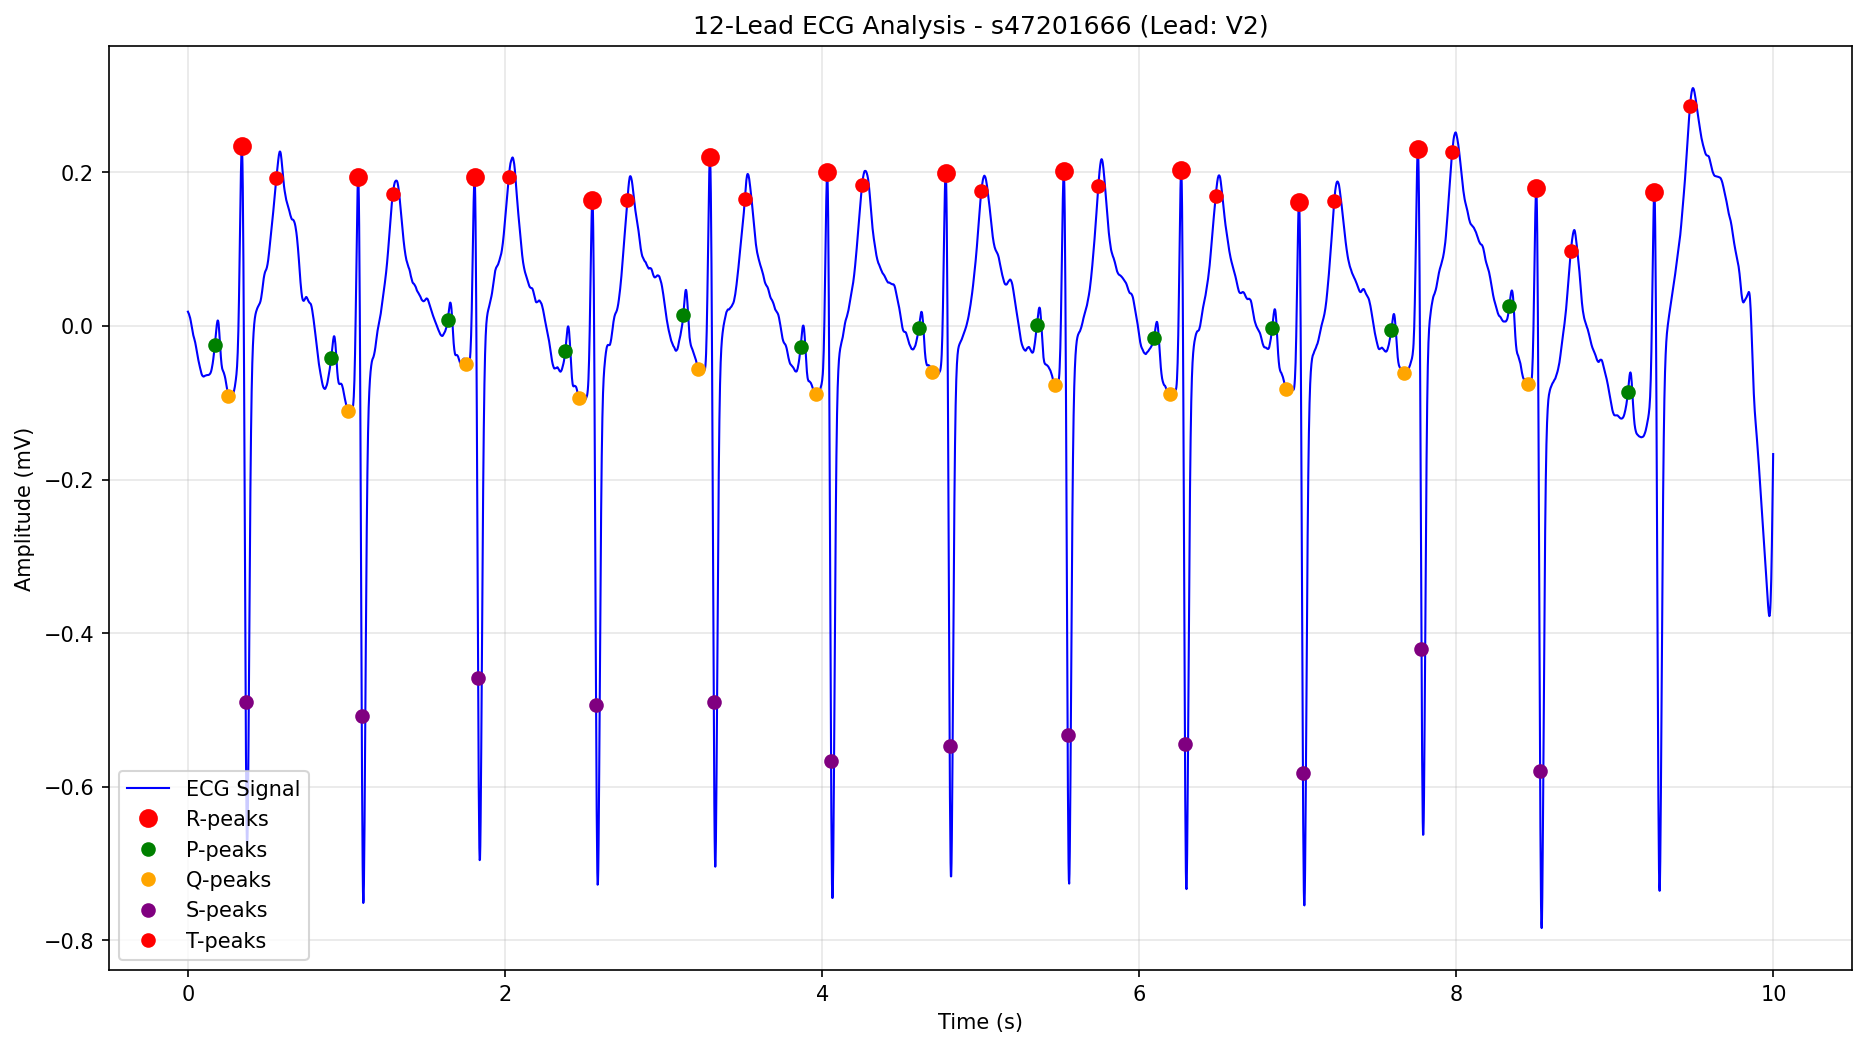 12-Lead ECG Analysis - s47201666 (Lead: V2)
Amplitude (mV)
0.2
0.0
−0.2
−0.4
−0.6
−0.8
ECG Signal
R-peaks
P-peaks
Q-peaks
S-peaks
T-peaks
0 2 4 6 8 10
Time (s)